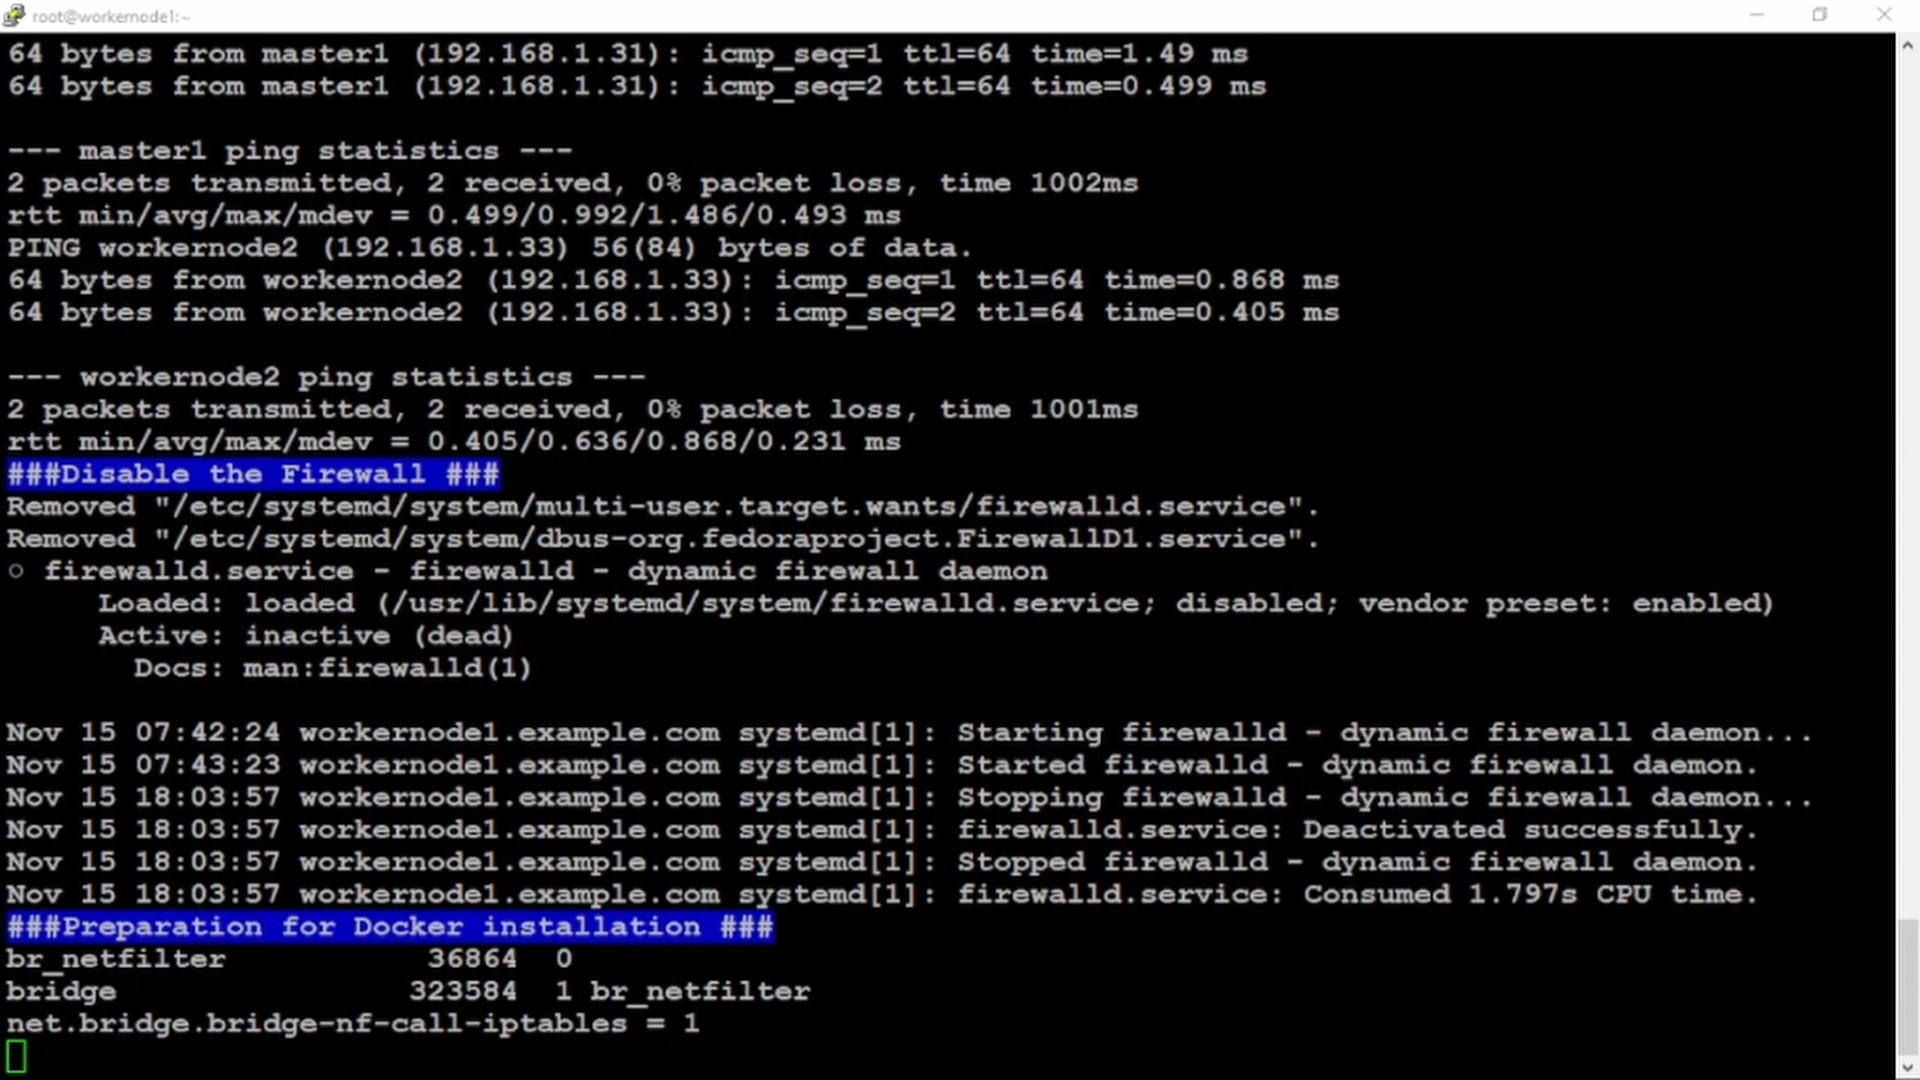 root@workernode1:~
64 bytes from master1 (192.168.1.31): icmp_seq=1 ttl=64 time=1.49 ms
64 bytes from master1 (192.168.1.31): icmp_seq=2 ttl=64 time=0.499 ms
--- master1 ping statistics ---
2 packets transmitted, 2 received, 0% packet loss, time 1002ms
rtt min/avg/max/mdev = 0.499/0.992/1.486/0.493 ms
PING workernode2 (192.168.1.33) 56(84) bytes of data.
64 bytes from workernode2 (192.168.1.33): icmp_seq=1 ttl=64 time=0.868 ms
64 bytes from workernode2 (192.168.1.33): icmp_seq=2 ttl=64 time=0.405 ms
--- workernode2 ping statistics ---
2 packets transmitted, 2 received, 0% packet loss, time 1001ms
rtt min/avg/max/mdev = 0.405/0.636/0.868/0.231 ms
###Disable the Firewall ###
Removed "/etc/systemd/system/multi-user.target.wants/firewalld.service".
Removed "/etc/systemd/system/dbus-org.fedoraproject.FirewallD1.service".
○ firewalld.service - firewalld - dynamic firewall daemon
Loaded: loaded (/usr/lib/systemd/system/firewalld.service; disabled; vendor preset: enabled)
Active: inactive (dead)
Docs: man:firewalld(1)
Nov 15 07:42:24 workernode1.example.com systemd[1]: Starting firewalld - dynamic firewall daemon...
Nov 15 07:43:23 workernode1.example.com systemd[1]: Started firewalld - dynamic firewall daemon.
Nov 15 18:03:57 workernode1.example.com systemd[1]: Stopping firewalld - dynamic firewall daemon...
Nov 15 18:03:57 workernode1.example.com systemd[1]: firewalld.service: Deactivated successfully.
Nov 15 18:03:57 workernode1.example.com systemd[1]: Stopped firewalld - dynamic firewall daemon.
Nov 15 18:03:57 workernode1.example.com systemd[1]: firewalld.service: Consumed 1.797s CPU time.
###Preparation for Docker installation ###
br_netfilter 36864 0
bridge 323584 1 br_netfilter
net.bridge.bridge-nf-call-iptables = 1